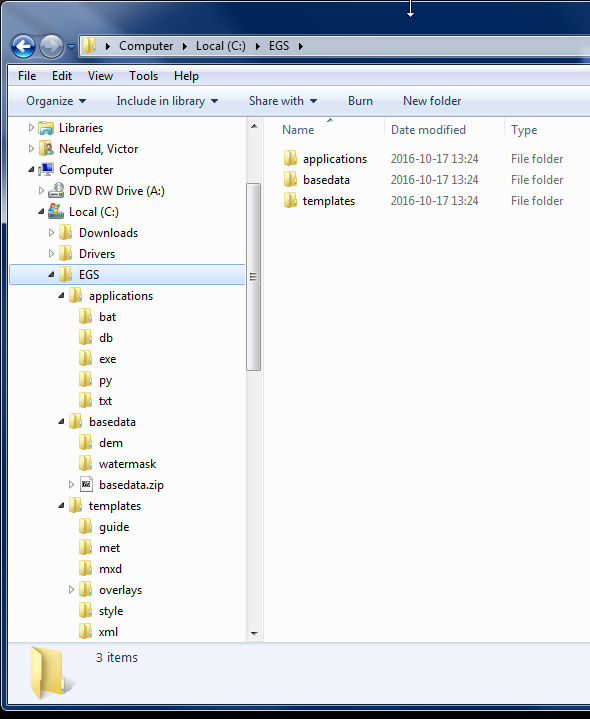 Computer Local (C:) EGS
File Edit View Tools Help
Organize Include in library Share with Burn New folder
Libraries
Neufeld, Victor
Computer
DVD RW Drive (A:)
Local (C:)
Downloads
Drivers
EGS
applications
bat
db
exe
py
txt
basedata
dem
watermask
basedata.zip
templates
guide
met
mxd
overlays
style
xml
Name Date modified Type
applications 2016-10-17 13:24 File folder
basedata 2016-10-17 13:24 File folder
templates 2016-10-17 13:24 File folder
3 items